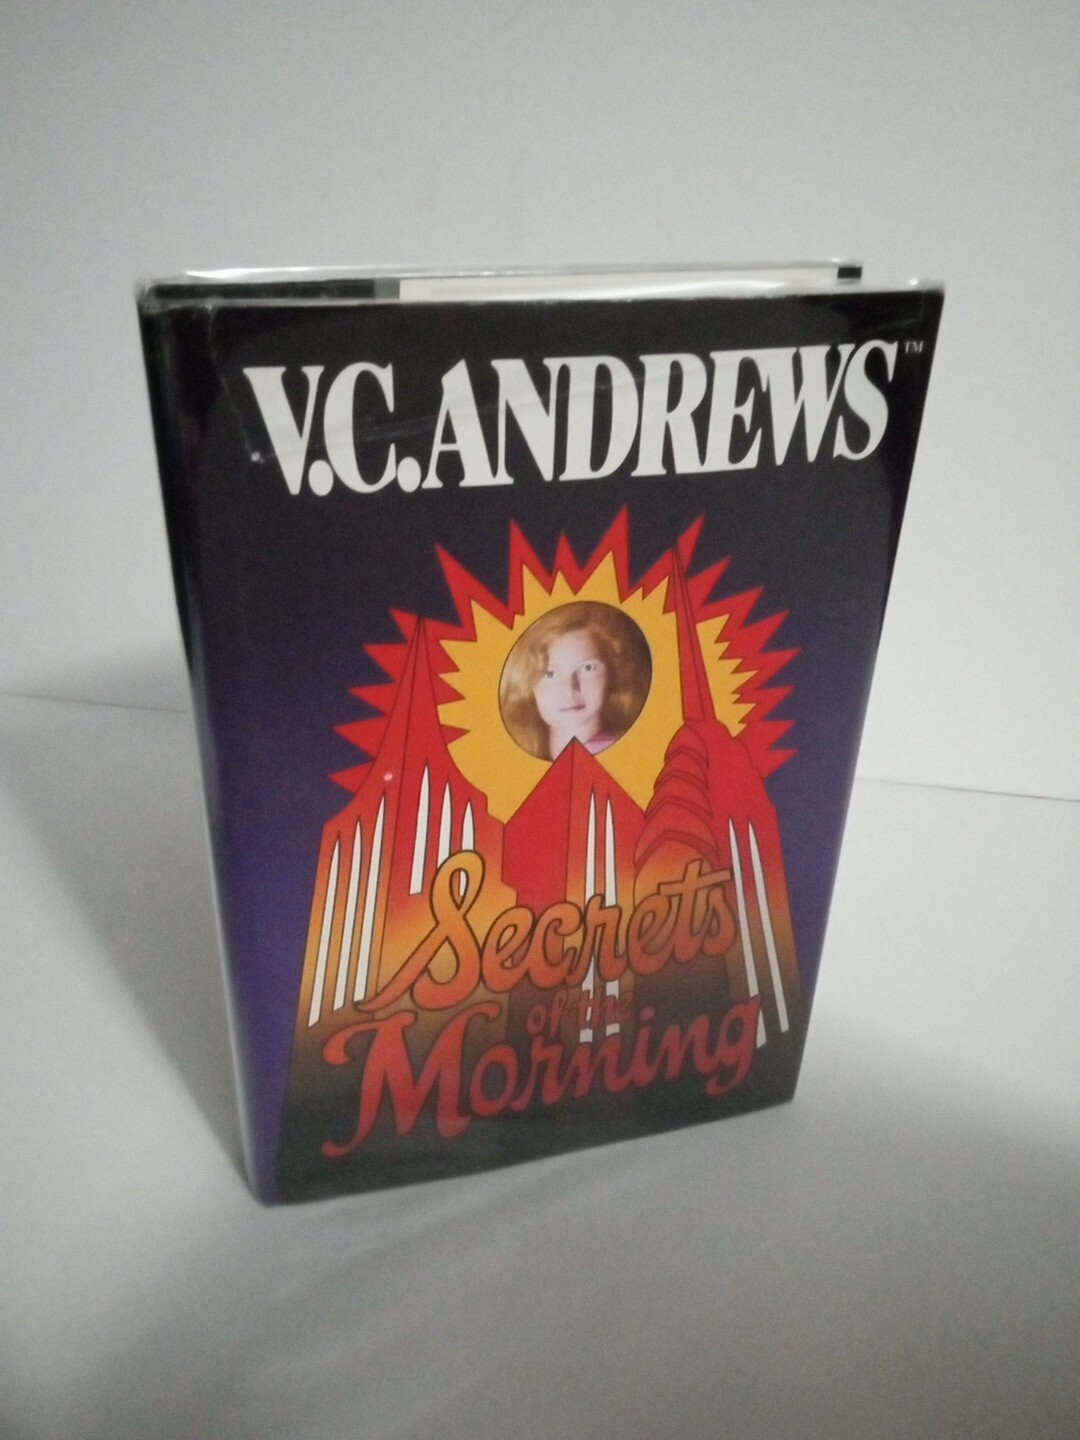 V.C. ANDREWS™
Secrets
of the
Morning